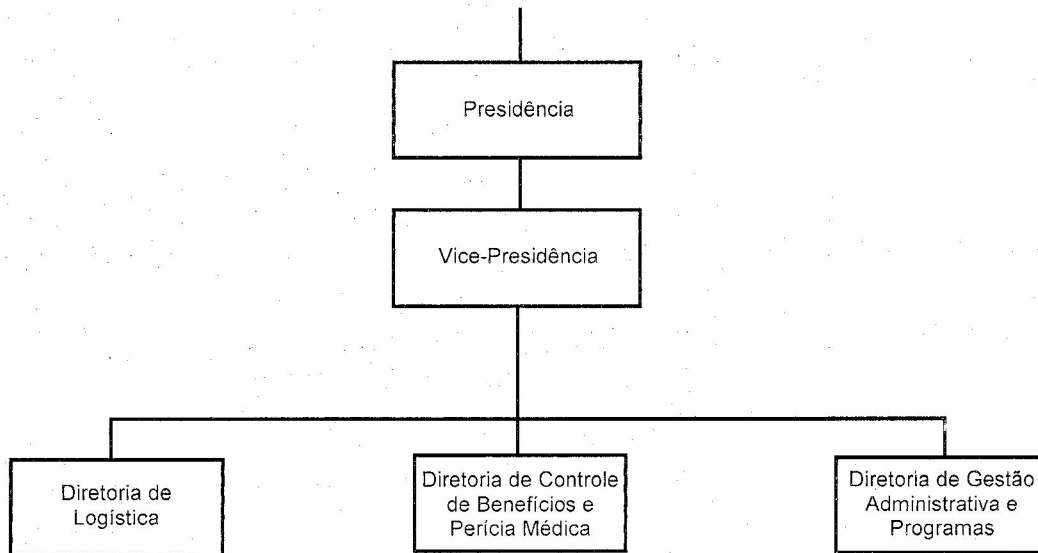 Presidência
Vice-Presidência
Diretoria de
Logística
Diretoria de Controle
de Benefícios e
Perícia Médica
Diretoria de Gestão
Administrativa e
Programas